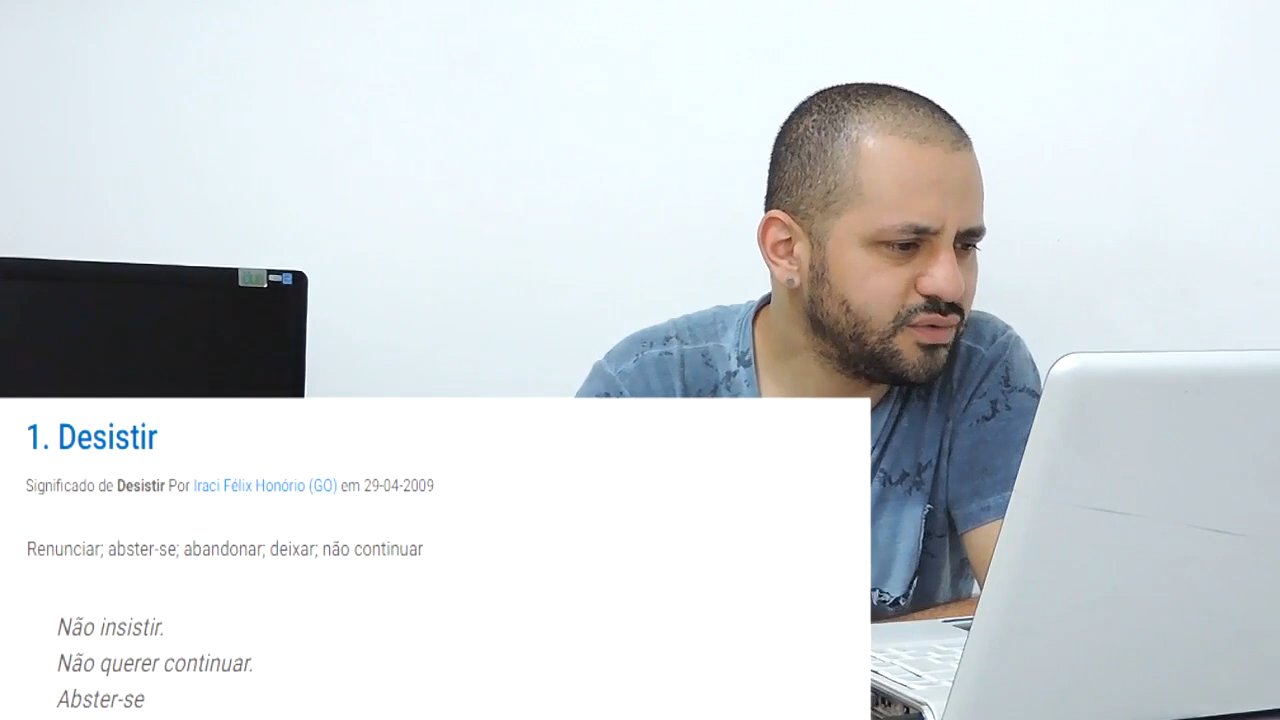 1. Desistir
Significado de Desistir Por Iraci Félix Honório (GO) em 29-04-2009
Renunciar; abster-se; abandonar; deixar; não continuar
Não insistir.
Não querer continuar.
Abster-se